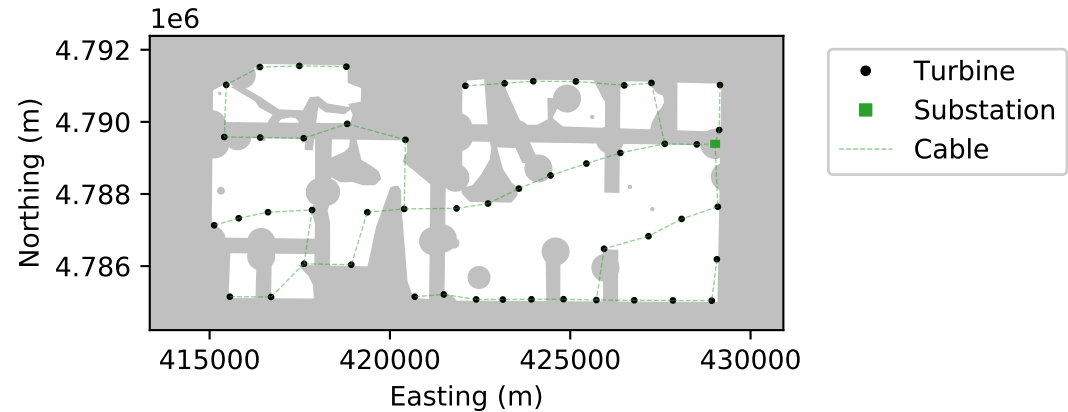 1e6
4.792
4.790
4.788
4.786
Northing (m)
415000
420000
425000
430000
Easting (m)
Turbine
Substation
Cable